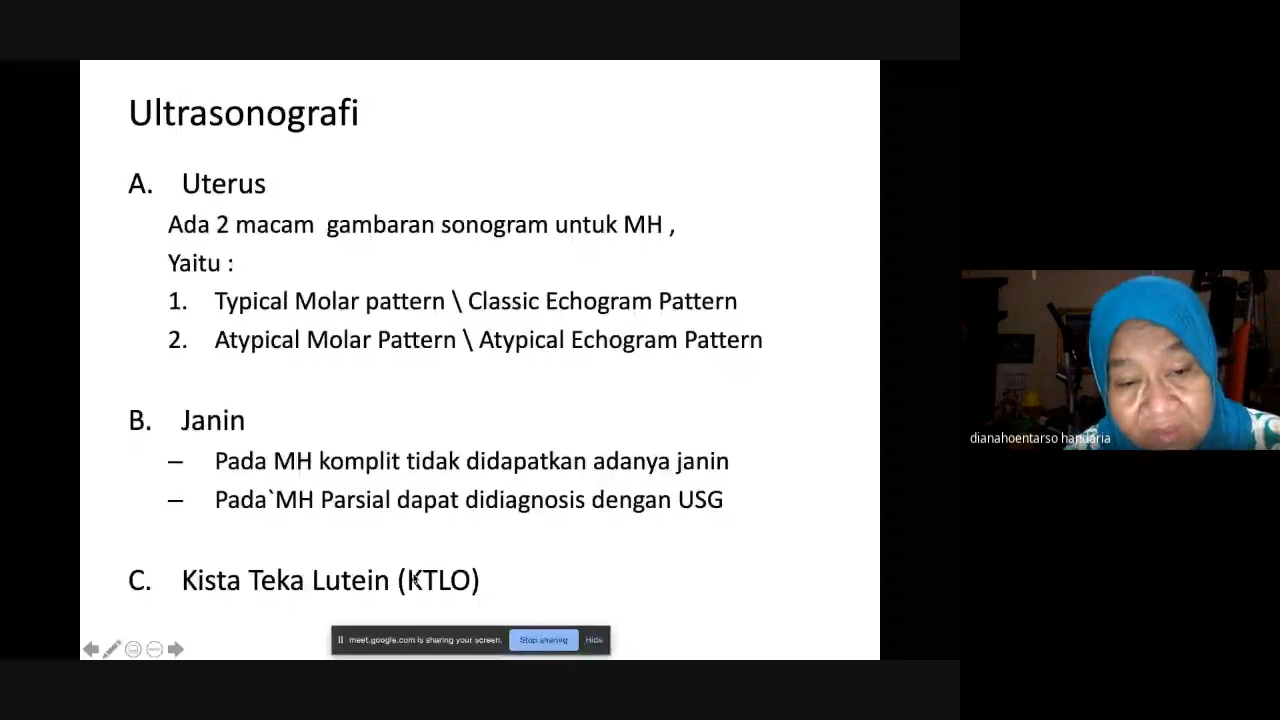 Ultrasonografi
A. Uterus
Ada 2 macam gambaran sonogram untuk MH ,
Yaitu :
1. Typical Molar pattern \ Classic Echogram Pattern
2. Atypical Molar Pattern \ Atypical Echogram Pattern
B. Janin
– Pada MH komplit tidak didapatkan adanya janin
– Pada`MH Parsial dapat didiagnosis dengan USG
C. Kista Teka Lutein (KTLO)
meet.google.com is sharing your screen. Stop sharing Hide
dianahoentarso handaria